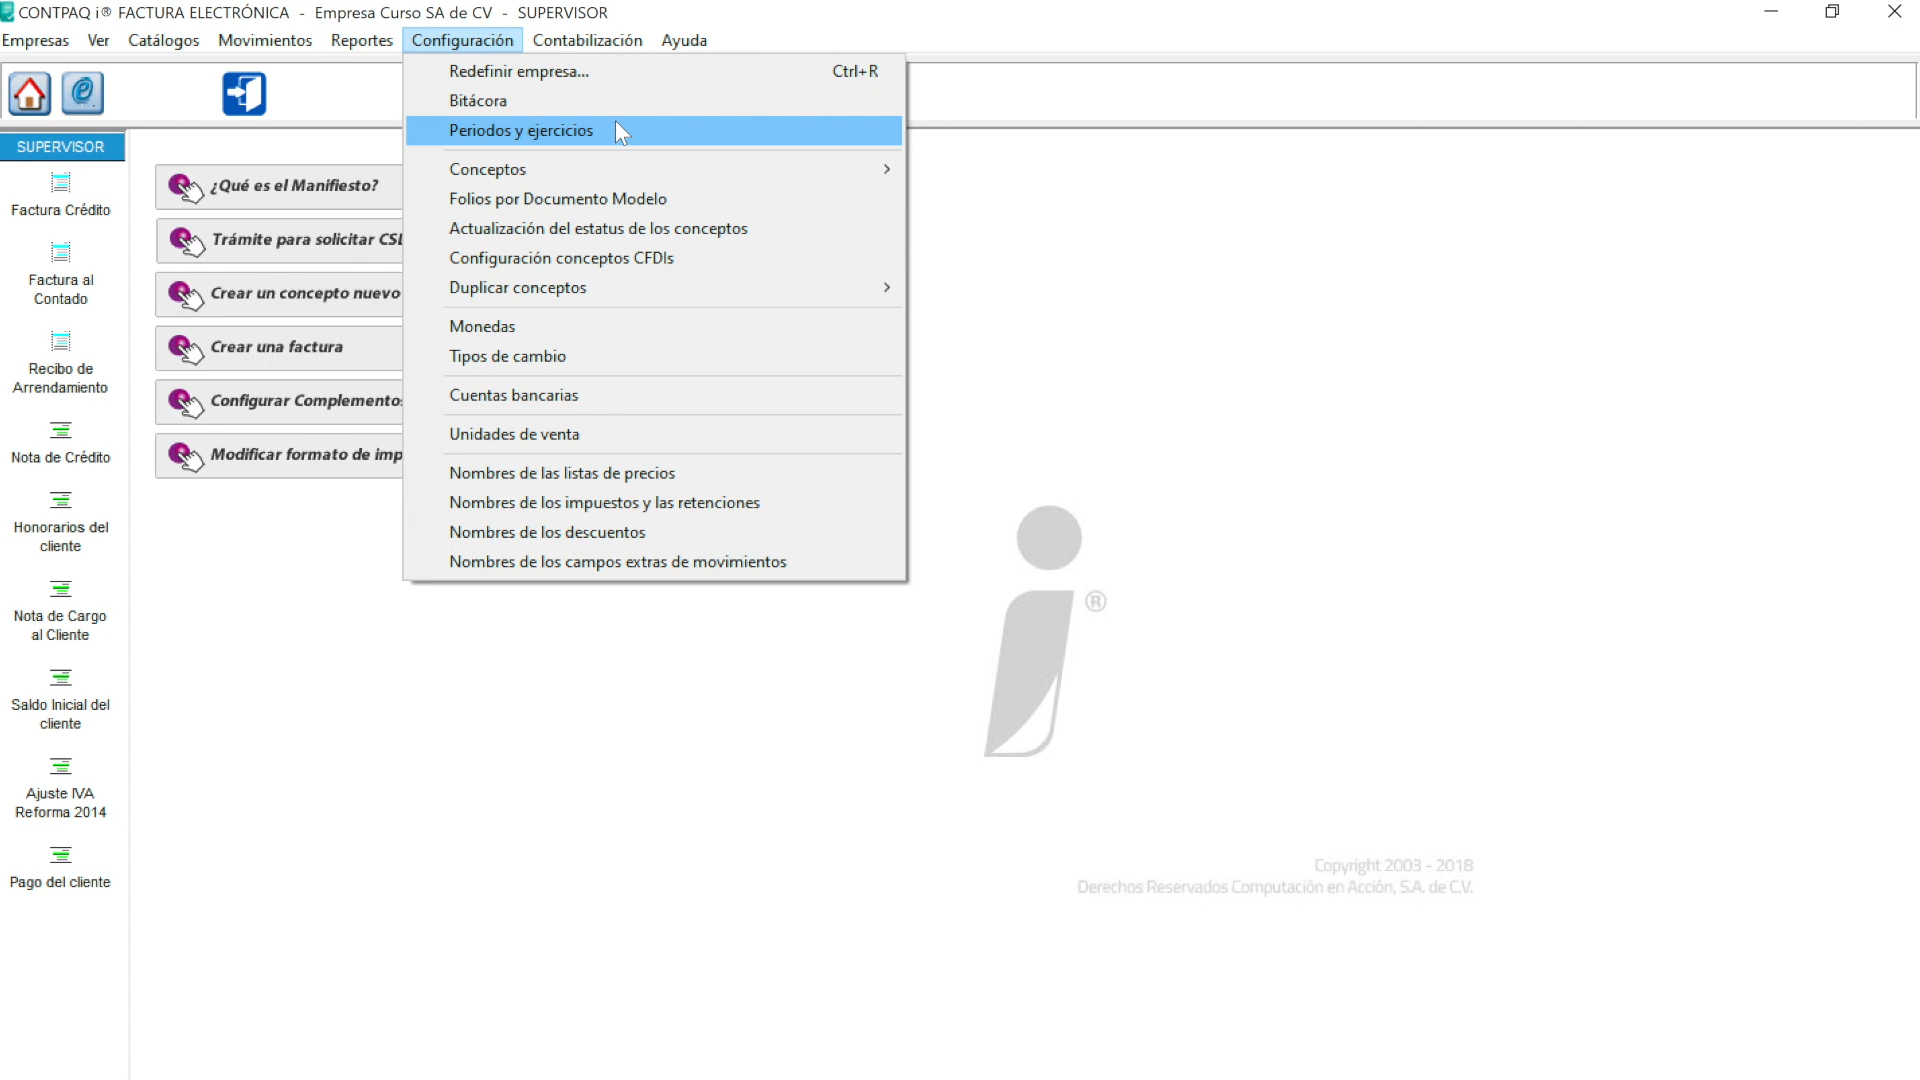 CONTPAQ i® FACTURA ELECTRÓNICA - Empresa Curso SA de CV - SUPERVISOR
Empresas Ver Catálogos Movimientos Reportes Configuración Contabilización Ayuda
Redefinir empresa... Ctrl+R
Bitácora
Periodos y ejercicios
Conceptos
Folios por Documento Modelo
Actualización del estatus de los conceptos
Configuración conceptos CFDIs
Duplicar conceptos
Monedas
Tipos de cambio
Cuentas bancarias
Unidades de venta
Nombres de las listas de precios
Nombres de los impuestos y las retenciones
Nombres de los descuentos
Nombres de los campos extras de movimientos
SUPERVISOR
Factura Crédito
Factura al
Contado
Recibo de
Arrendamiento
Nota de Crédito
Honorarios del
cliente
Nota de Cargo
al Cliente
Saldo Inicial del
cliente
Ajuste IVA
Reforma 2014
Pago del cliente
¿Qué es el Manifiesto?
Trámite para solicitar
Crear un concepto nuevo
Crear una factura
Configurar Complemento
Modificar formato de imp
®
Copyright 2003 - 2018
Derechos Reservados Computación en Acción, S.A. de C.V.